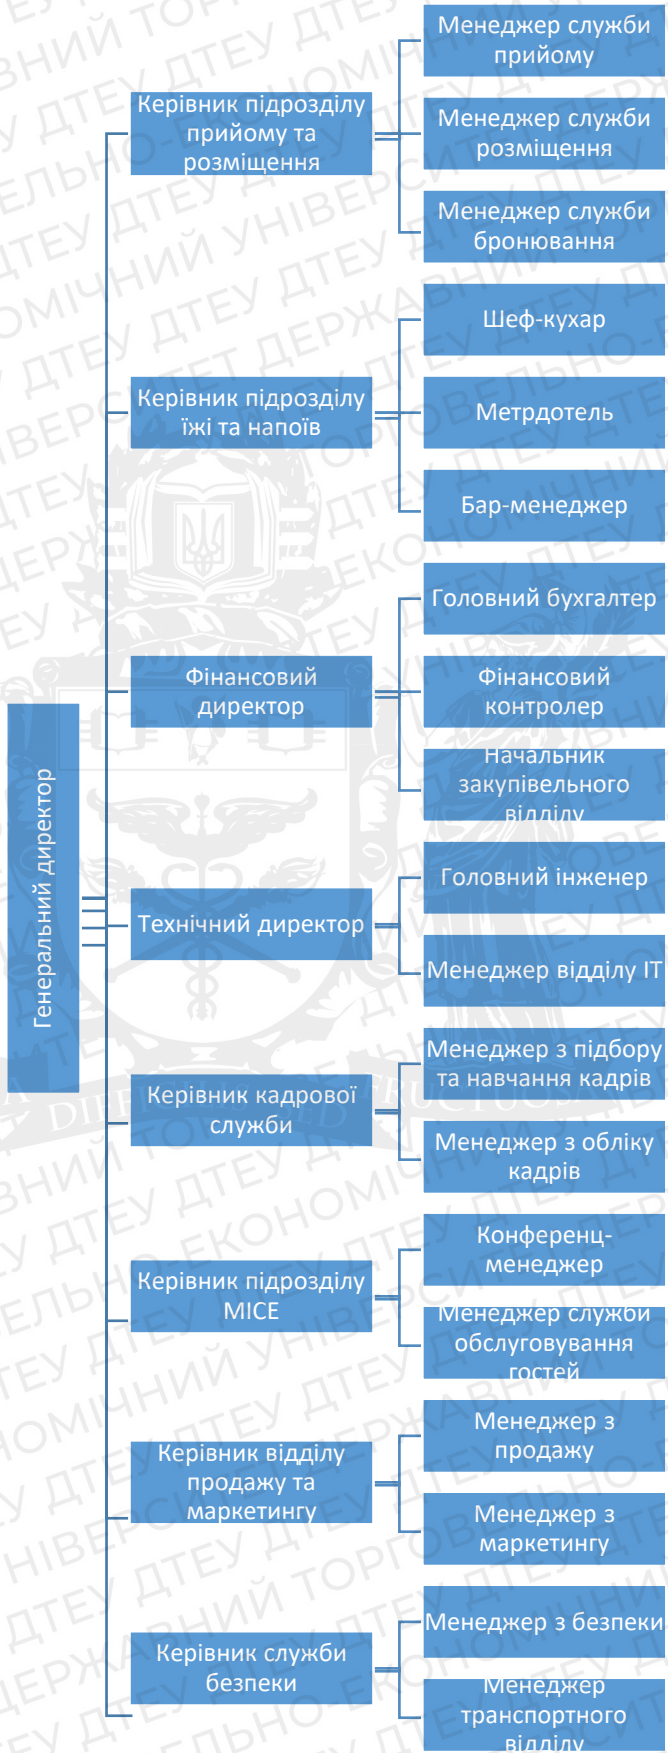 Генеральний директор
Керівник підрозділу
прийому та
розміщення
Менеджер служби
прийому
Менеджер служби
розміщення
Менеджер служби
бронювання
Керівник підрозділу
їжі та напоїв
Шеф-кухар
Метрдотель
Бар-менеджер
Фінансовий
директор
Головний бухгалтер
Фінансовий
контролер
Начальник
закупівельного
відділу
Технічний директор
Головний інженер
Менеджер відділу ІТ
Керівник кадрової
служби
Менеджер з підбору
та навчання кадрів
Менеджер з обліку
кадрів
Керівник підрозділу
MICE
Конференц-
менеджер
Менеджер служби
обслуговування
гостей
Керівник відділу
продажу та
маркетингу
Менеджер з
продажу
Менеджер з
маркетингу
Керівник служби
безпеки
Менеджер з безпеки
Менеджер
транспортного
відділу